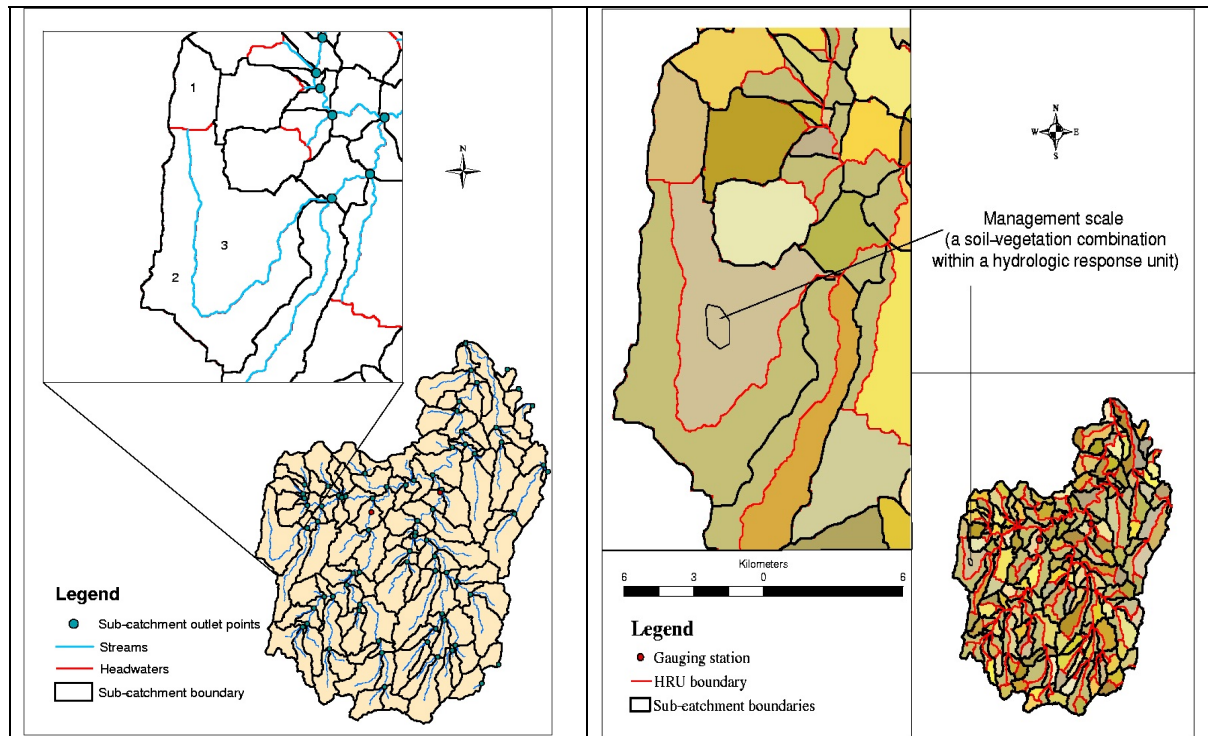 1
2
3
N
Legend
Sub-catchment outlet points
Streams
Headwaters
Sub-catchment boundary
N
W E
S
Management scale
(a soil-vegetation combination
within a hydrologic response unit)
Kilometers
6 3 0 6
Legend
Gauging station
HRU boundary
Sub-catchment boundaries